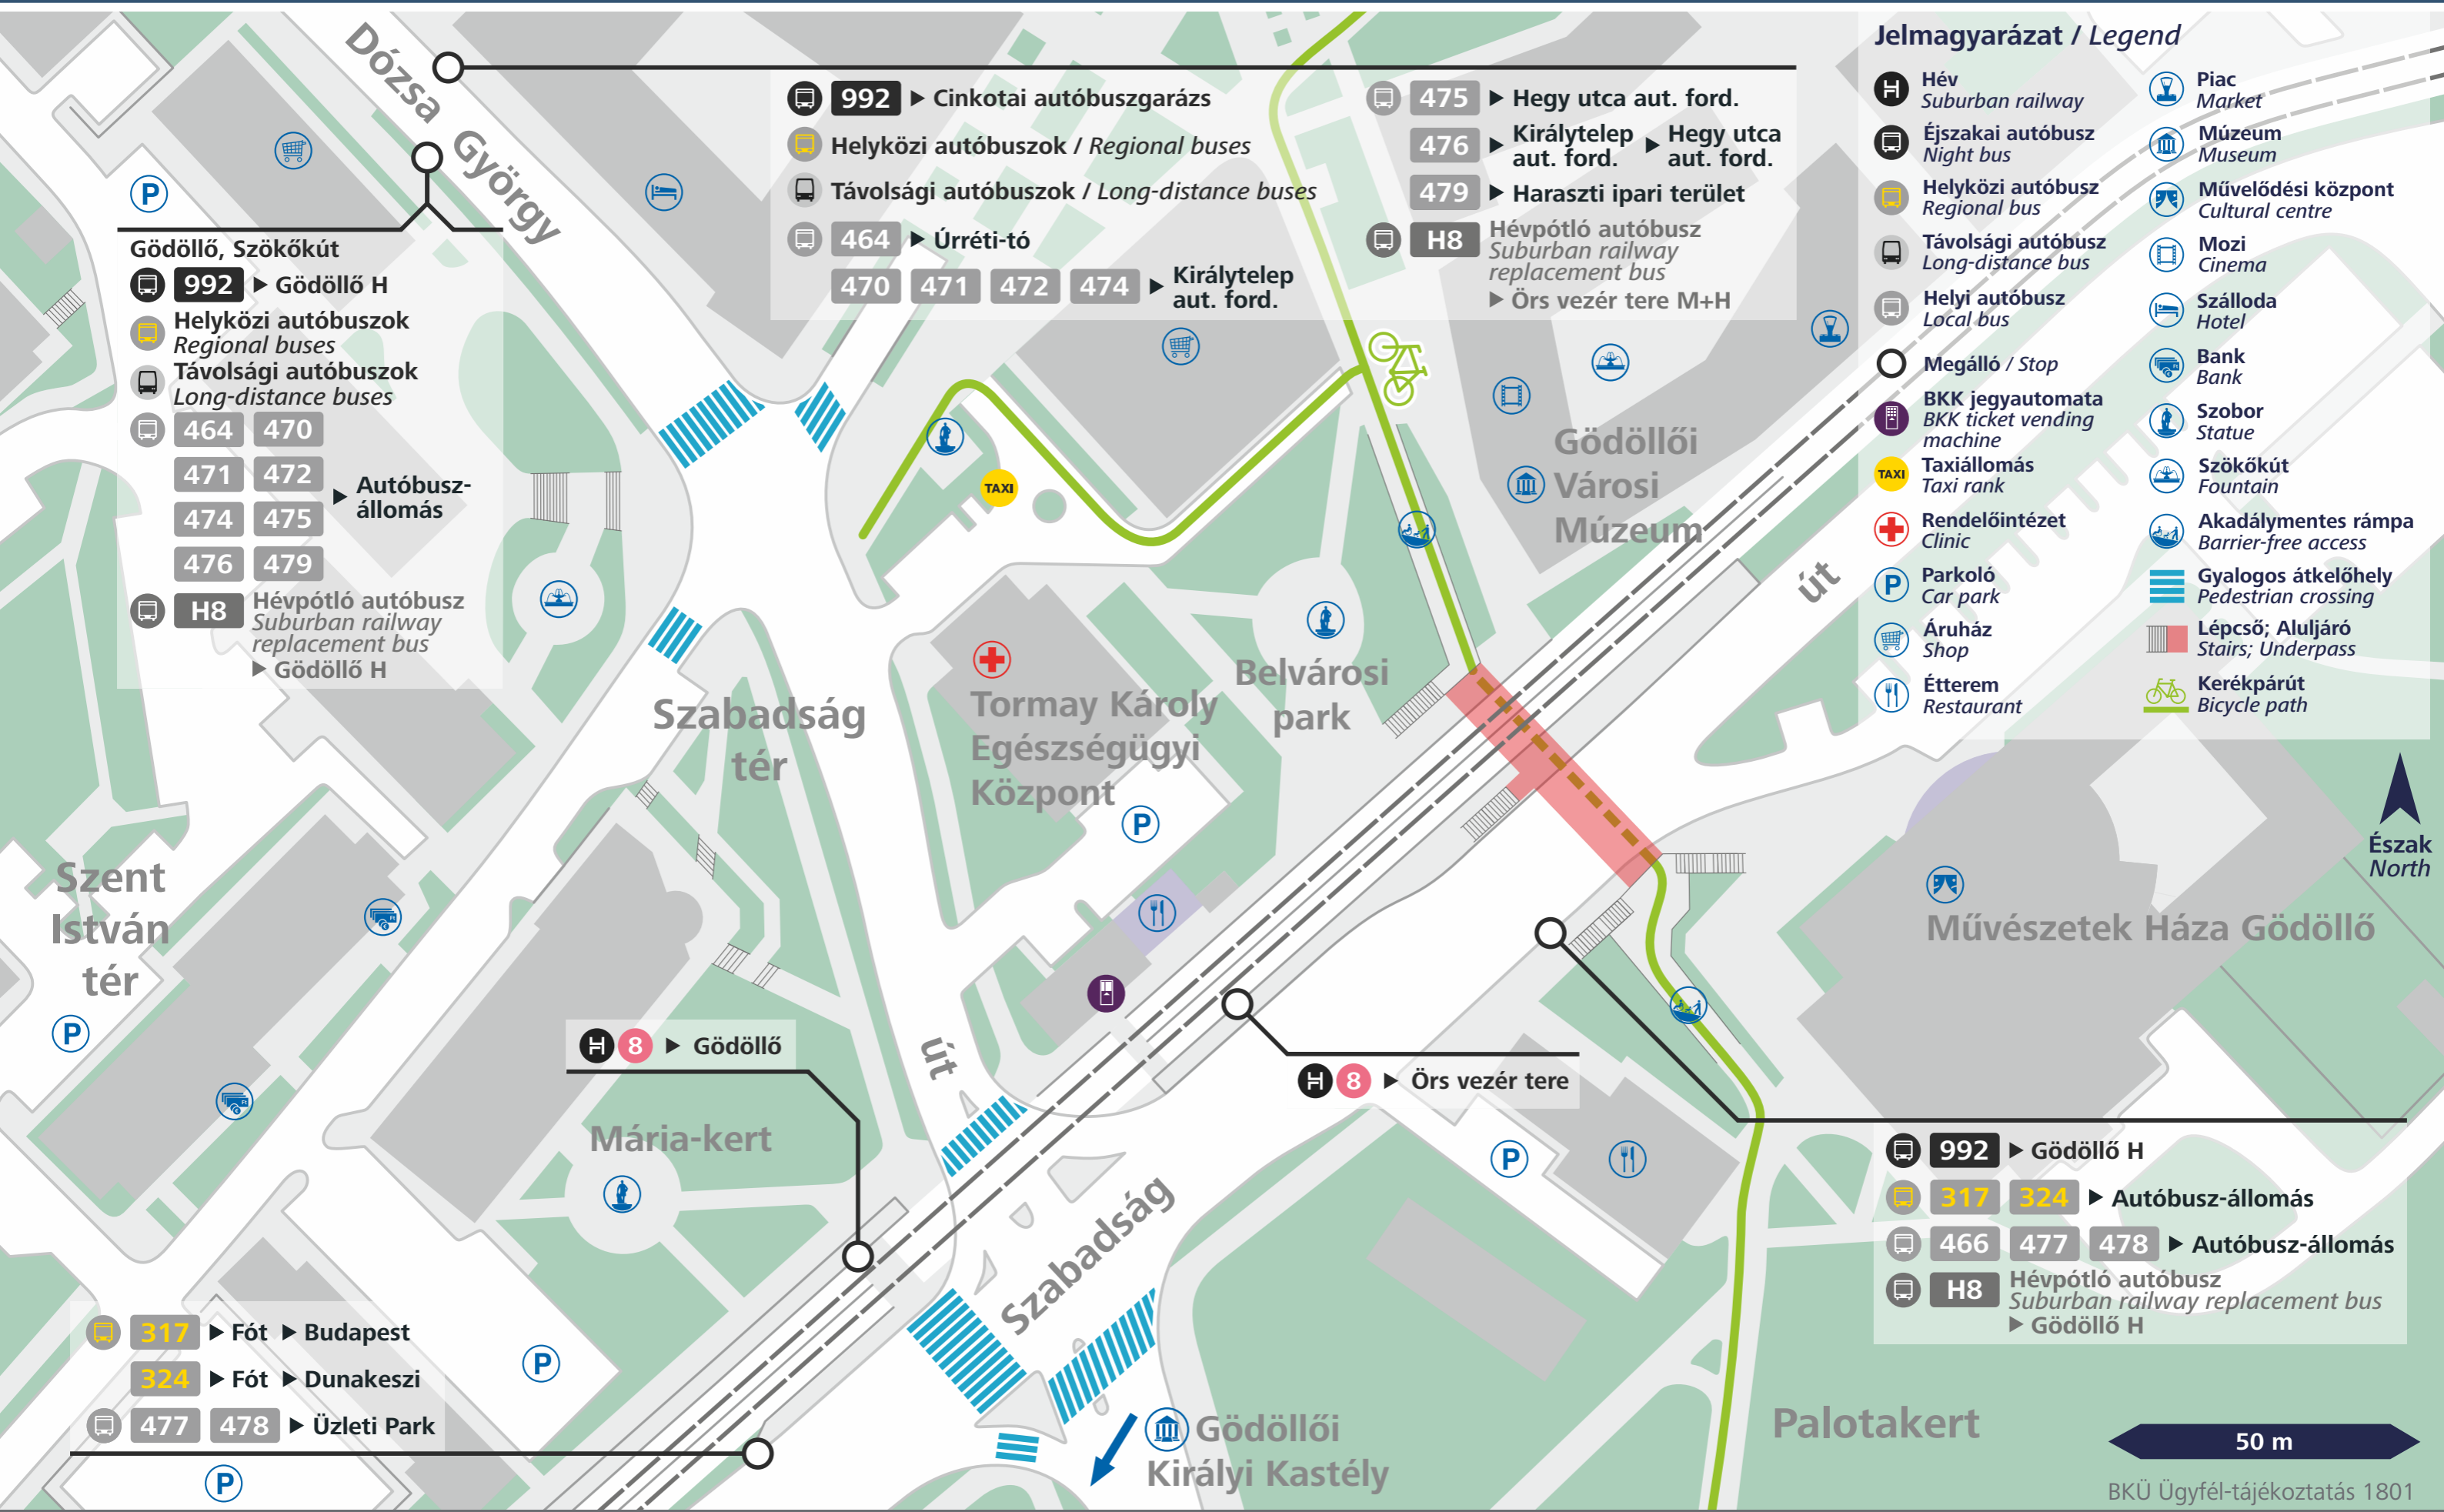 Dózsa György
992 ▶ Cinkotai autóbuszgarázs
Helyközi autóbuszok / Regional buses
Távolsági autóbuszok / Long-distance buses
464 ▶ Úrréti-tó
470 471 472 474 ▶ Királytelep aut. ford.
475 ▶ Hegy utca aut. ford.
476 ▶ Királytelep aut. ford. ▶ Hegy utca aut. ford.
479 ▶ Haraszti ipari terület
H8 Hévpótló autóbusz
Suburban railway
replacement bus
▶ Örs vezér tere M+H
Jelmagyarázat / Legend
H Hév
Suburban railway
Éjszakai autóbusz
Night bus
Helyközi autóbusz
Regional bus
Távolsági autóbusz
Long-distance bus
Helyi autóbusz
Local bus
Megálló / Stop
BKK jegyautomata
BKK ticket vending
machine
TAXI Taxiállomás
Taxi rank
Rendelőintézet
Clinic
P Parkoló
Car park
Áruház
Shop
Étterem
Restaurant
Piac
Market
Múzeum
Museum
Művelődési központ
Cultural centre
Mozi
Cinema
Szálloda
Hotel
Bank
Bank
Szobor
Statue
Szökőkút
Fountain
Akadálymentes rámpa
Barrier-free access
Gyalogos átkelőhely
Pedestrian crossing
Lépcső; Aluljáró
Stairs; Underpass
Kerékpárút
Bicycle path
Észak
North
P
Gödöllő, Szökőkút
992 ▶ Gödöllő H
Helyközi autóbuszok
Regional buses
Távolsági autóbuszok
Long-distance buses
464 470
471 472
474 475
476 479
▶ Autóbusz-
állomás
H8 Hévpótló autóbusz
Suburban railway
replacement bus
▶ Gödöllő H
TAXI
Gödöllői
Városi
Múzeum
út
Belvárosi
park
Szabadság
tér
Tormay Károly
Egészségügyi
Központ
P
Szent
István
tér
P
Művészetek Háza Gödöllő
H 8 ▶ Gödöllő
út
H 8 ▶ Örs vezér tere
Mária-kert
P
Szabadság
992 ▶ Gödöllő H
317 324 ▶ Autóbusz-állomás
466 477 478 ▶ Autóbusz-állomás
H8 Hévpótló autóbusz
Suburban railway replacement bus
▶ Gödöllő H
317 ▶ Fót ▶ Budapest
324 ▶ Fót ▶ Dunakeszi
477 478 ▶ Üzleti Park
P
P
Gödöllői
Királyi Kastély
Palotakert
50 m
BKÜ Ügyfél-tájékoztatás 1801